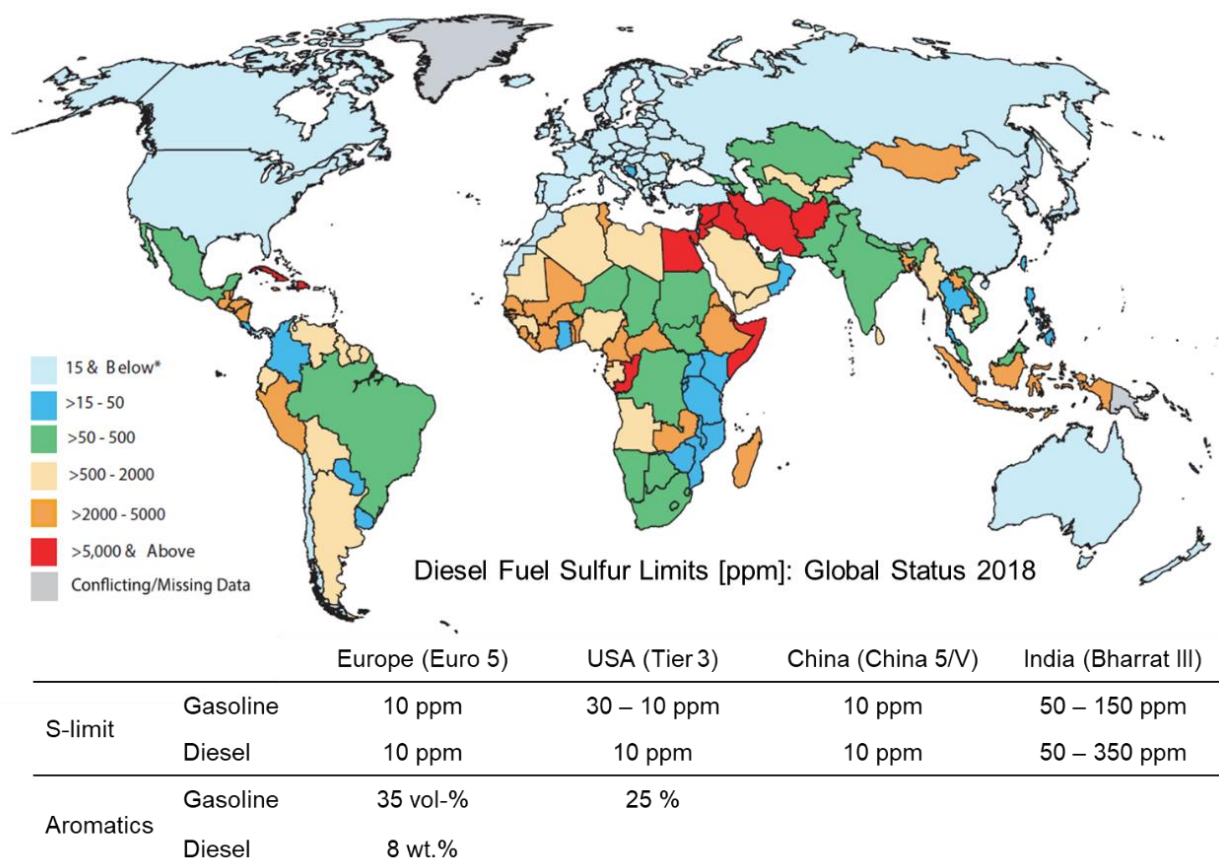 15 & Below*
>15 - 50
>50 - 500
>500 - 2000
>2000 - 5000
>5,000 & Above
Conflicting/Missing Data
Diesel Fuel Sulfur Limits [ppm]: Global Status 2018
Europe (Euro 5) USA (Tier 3) China (China 5/V) India (Bharrat III)
S-limit
Gasoline 10 ppm 30 – 10 ppm 10 ppm 50 – 150 ppm
Diesel 10 ppm 10 ppm 10 ppm 50 – 350 ppm
Aromatics
Gasoline 35 vol-% 25 %
Diesel 8 wt.%